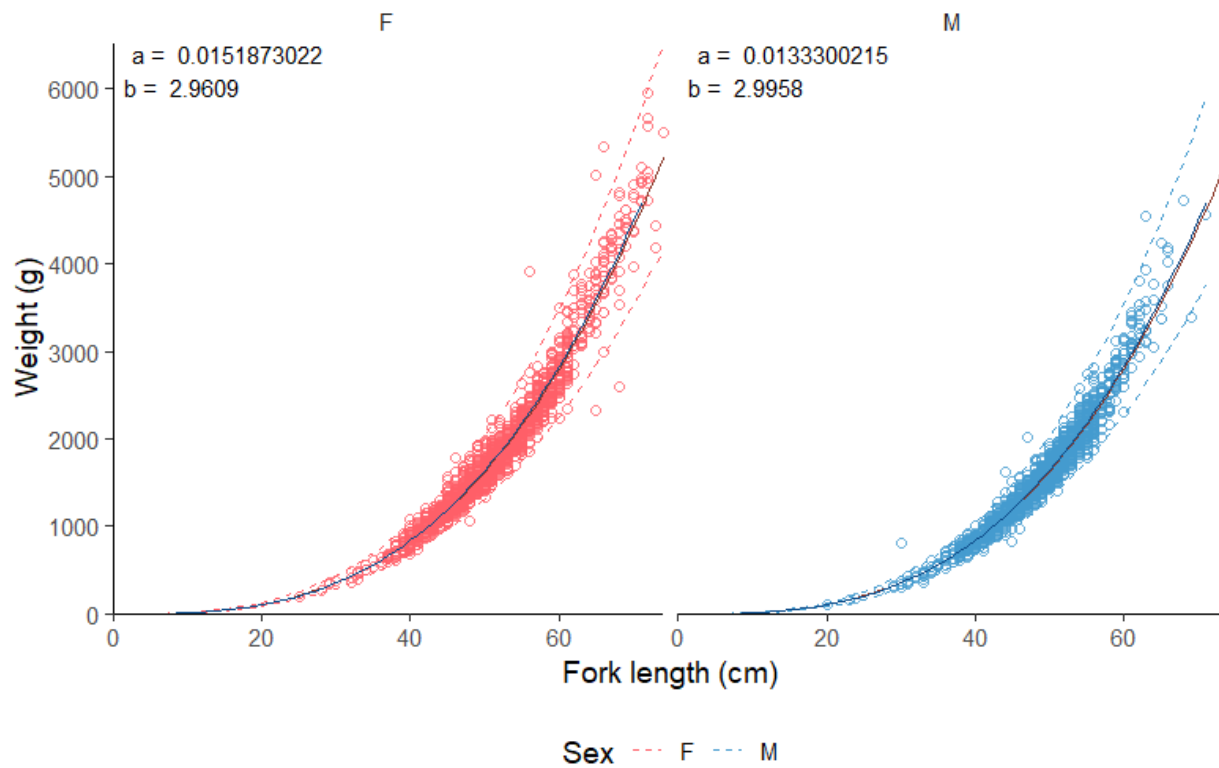 F
M
a = 0.0151873022
b = 2.9609
a = 0.0133300215
b = 2.9958
Weight (g)
6000
5000
4000
3000
2000
1000
0
0 20 40 60
0 20 40 60
Fork length (cm)
Sex F M